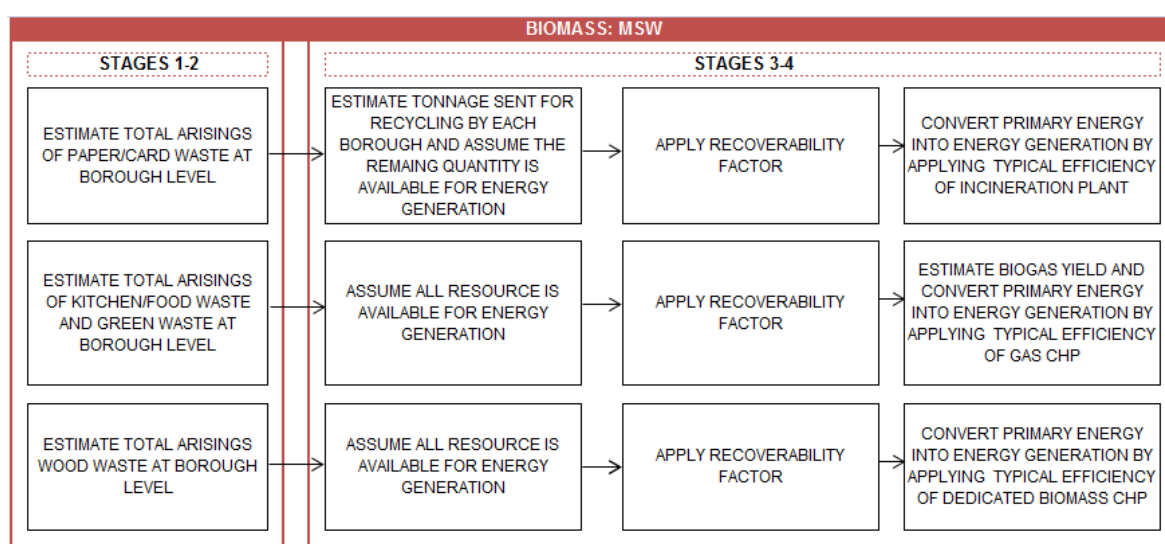 BIOMASS: MSW
STAGES 1-2
STAGES 3-4
ESTIMATE TOTAL ARISINGS
OF PAPER/CARD WASTE AT
BOROUGH LEVEL
ESTIMATE TONNAGE SENT FOR
RECYCLING BY EACH
BOROUGH AND ASSUME THE
REMAING QUANTITY IS
AVAILABLE FOR ENERGY
GENERATION
APPLY RECOVERABILITY
FACTOR
CONVERT PRIMARY ENERGY
INTO ENERGY GENERATION BY
APPLYING TYPICAL EFFICIENCY
OF INCINERATION PLANT
ESTIMATE TOTAL ARISINGS
OF KITCHEN/FOOD WASTE
AND GREEN WASTE AT
BOROUGH LEVEL
ASSUME ALL RESOURCE IS
AVAILABLE FOR ENERGY
GENERATION
APPLY RECOVERABILITY
FACTOR
ESTIMATE BIOGAS YIELD AND
CONVERT PRIMARY ENERGY
INTO ENERGY GENERATION BY
APPLYING TYPICAL EFFICIENCY
OF GAS CHP
ESTIMATE TOTAL ARISINGS
WOOD WASTE AT BOROUGH
LEVEL
ASSUME ALL RESOURCE IS
AVAILABLE FOR ENERGY
GENERATION
APPLY RECOVERABILITY
FACTOR
CONVERT PRIMARY ENERGY
INTO ENERGY GENERATION BY
APPLYING TYPICAL EFFICIENCY
OF DEDICATED BIOMASS CHP